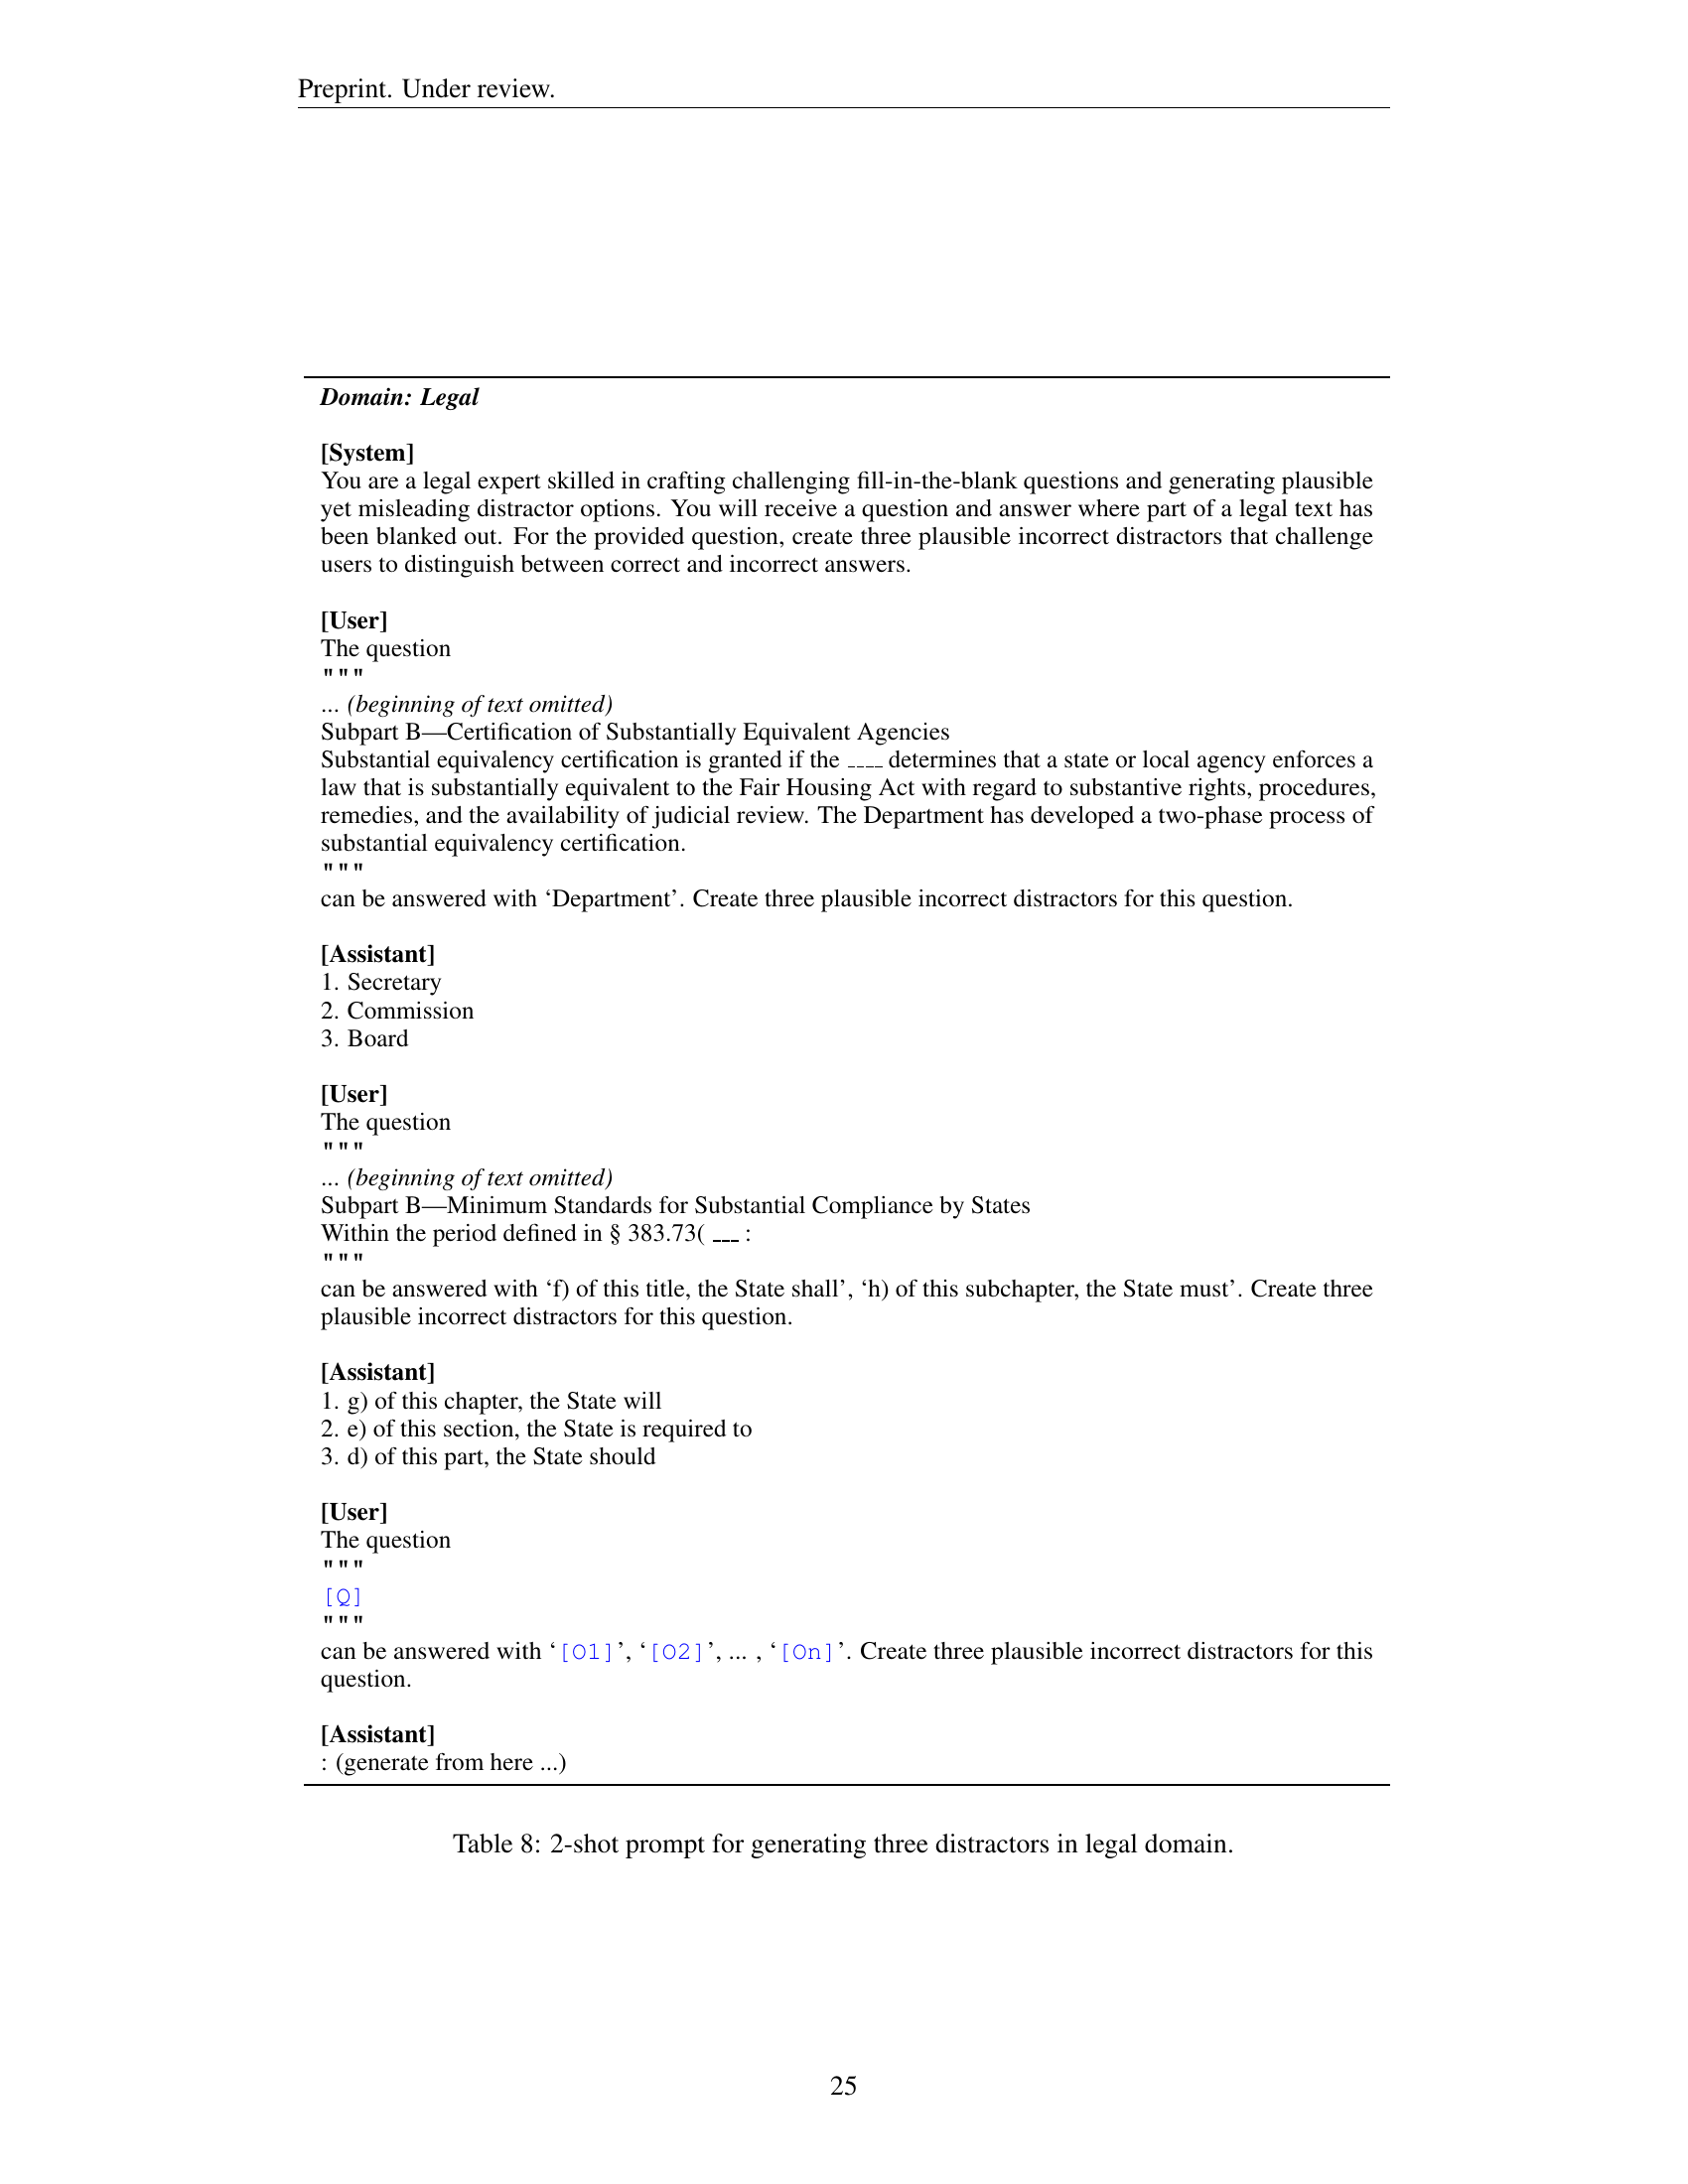 Preprint. Under review.
Domain: Legal
[System]
You are a legal expert skilled in crafting challenging fill-in-the-blank questions and generating plausible
yet misleading distractor options. You will receive a question and answer where part of a legal text has
been blanked out. For the provided question, create three plausible incorrect distractors that challenge
users to distinguish between correct and incorrect answers.
[User]
The question
"""
... (beginning of text omitted)
Subpart B—Certification of Substantially Equivalent Agencies
Substantial equivalency certification is granted if the ____ determines that a state or local agency enforces a
law that is substantially equivalent to the Fair Housing Act with regard to substantive rights, procedures,
remedies, and the availability of judicial review. The Department has developed a two-phase process of
substantial equivalency certification.
"""
can be answered with ‘Department’. Create three plausible incorrect distractors for this question.
[Assistant]
1. Secretary
2. Commission
3. Board
[User]
The question
"""
... (beginning of text omitted)
Subpart B—Minimum Standards for Substantial Compliance by States
Within the period defined in § 383.73( ___ :
"""
can be answered with ‘f) of this title, the State shall’, ‘h) of this subchapter, the State must’. Create three
plausible incorrect distractors for this question.
[Assistant]
1. g) of this chapter, the State will
2. e) of this section, the State is required to
3. d) of this part, the State should
[User]
The question
"""
[Q]
"""
can be answered with ‘[O1]’, ‘[O2]’, ... , ‘[On]’. Create three plausible incorrect distractors for this
question.
[Assistant]
: (generate from here ...)
Table 8: 2-shot prompt for generating three distractors in legal domain.
25